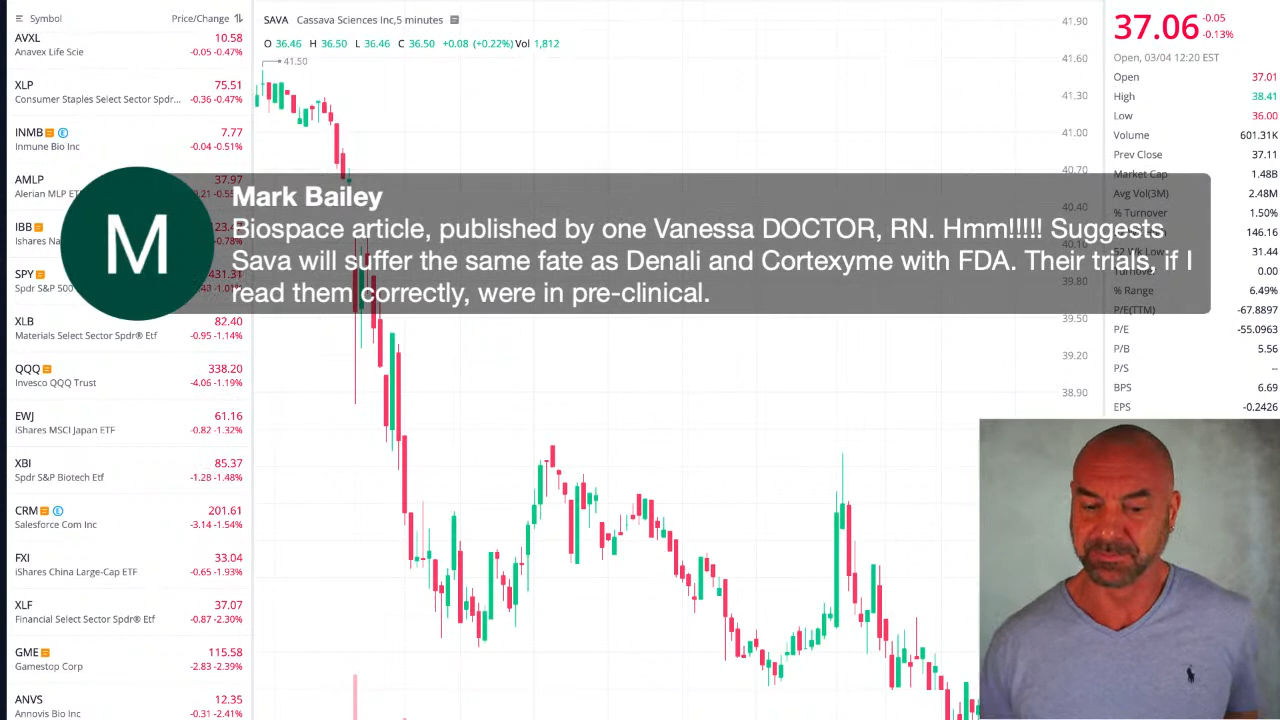 Symbol Price/Change
AVXL 10.58
Anavex Life Scie -0.05 -0.47%
XLP 75.51
Consumer Staples Select Sector Spdr... -0.36 -0.47%
INMB E 7.77
Inmune Bio Inc -0.04 -0.51%
AMLP 37.97
Alerian MLP ET
IBB
Ishares Na 0.78%
SPY 431.31
Spdr S&P 500
XLB 82.40
Materials Select Sector Spdr® Etf -0.95 -1.14%
QQQ 338.20
Invesco QQQ Trust -4.06 -1.19%
EWJ 61.16
iShares MSCI Japan ETF -0.82 -1.32%
XBI 85.37
Spdr S&P Biotech Etf -1.28 -1.48%
CRM E 201.61
Salesforce Com Inc -3.14 -1.54%
FXI 33.04
iShares China Large-Cap ETF -0.65 -1.93%
XLF 37.07
Financial Select Sector Spdr® Etf -0.87 -2.30%
GME 115.58
Gamestop Corp -2.83 -2.39%
ANVS 12.35
Annovis Bio Inc -0.31 -2.41%
SAVA Cassava Sciences Inc,5 minutes
O 36.46 H 36.50 L 36.46 C 36.50 +0.08 (+0.22%) Vol 1,812
41.50
41.90
41.60
41.30
41.00
40.70
40.40
40.10
39.80
39.50
39.20
38.90
M
Mark Bailey
Biospace article, published by one Vanessa DOCTOR, RN. Hmm!!!!! Suggests
Sava will suffer the same fate as Denali and Cortexyme with FDA. Their trials, if I
read them correctly, were in pre-clinical.
37.06 -0.05
-0.13%
Open, 03/04 12:20 EST
Open 37.01
High 38.41
Low 36.00
Volume 601.31K
Prev Close 37.11
Market Cap 1.48B
Avg Vol(3M) 2.48M
% Turnover 1.50%
146.16
52 Wk Low 31.44
Turnover 0.00
% Range 6.49%
P/E(TTM) -67.8897
P/E -55.0963
P/B 5.56
P/S --
BPS 6.69
EPS -0.2426